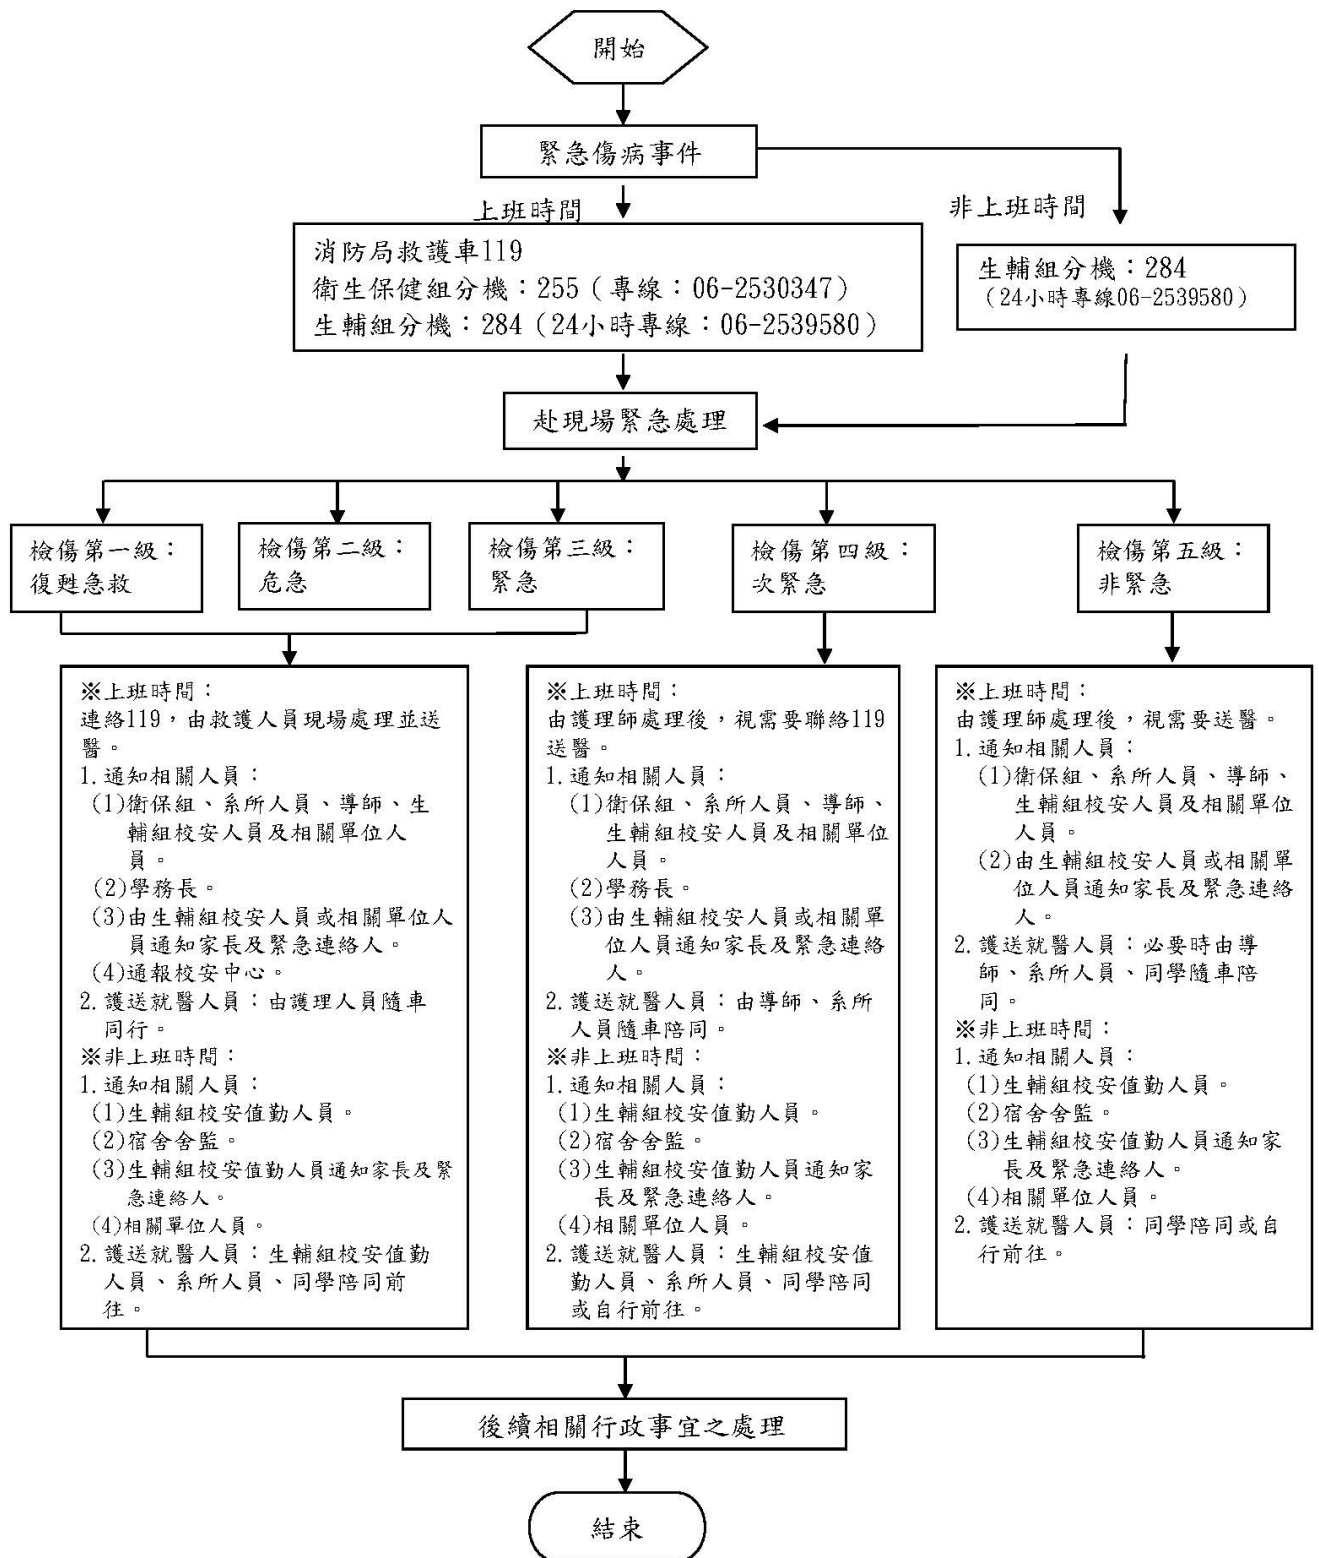 開始
緊急傷病事件
上班時間
非上班時間
消防局救護車119
衛生保健組分機：255（專線：06-2530347）
生輔組分機：284（24小時專線：06-2539580）
生輔組分機：284
（24小時專線06-2539580）
赴現場緊急處理
檢傷第一級：
復甦急救
檢傷第二級：
危急
檢傷第三級：
緊急
檢傷第四級：
次緊急
檢傷第五級：
非緊急
※上班時間：
連絡119，由救護人員現場處理並送
醫。
1.通知相關人員：
(1)衛保組、系所人員、導師、生
輔組校安人員及相關單位人
員。
(2)學務長。
(3)由生輔組校安人員或相關單位人
員通知家長及緊急連絡人。
(4)通報校安中心。
2.護送就醫人員：由護理人員隨車
同行。
※非上班時間：
1.通知相關人員：
(1)生輔組校安值勤人員。
(2)宿舍舍監。
(3)生輔組校安值勤人員通知家長及緊
急連絡人。
(4)相關單位人員。
2.護送就醫人員：生輔組校安值勤
人員、系所人員、同學陪同前
往。
※上班時間：
由護理師處理後，視需要聯絡119
送醫。
1.通知相關人員：
(1)衛保組、系所人員、導師、
生輔組校安人員及相關單位
人員。
(2)學務長。
(3)由生輔組校安人員或相關單
位人員通知家長及緊急連絡
人。
2.護送就醫人員：由導師、系所
人員隨車陪同。
※非上班時間：
1.通知相關人員：
(1)生輔組校安值勤人員。
(2)宿舍舍監。
(3)生輔組校安值勤人員通知家
長及緊急連絡人。
(4)相關單位人員。
2.護送就醫人員：生輔組校安值
勤人員、系所人員、同學陪同
或自行前往。
※上班時間：
由護理師處理後，視需要送醫。
1.通知相關人員：
(1)衛保組、系所人員、導師、
生輔組校安人員及相關單位
人員。
(2)由生輔組校安人員或相關單
位人員通知家長及緊急連絡
人。
2.護送就醫人員：必要時由導
師、系所人員、同學隨車陪
同。
※非上班時間：
1.通知相關人員：
(1)生輔組校安值勤人員。
(2)宿舍舍監。
(3)生輔組校安值勤人員通知家
長及緊急連絡人。
(4)相關單位人員。
2.護送就醫人員：同學陪同或自
行前往。
後續相關行政事宜之處理
結束